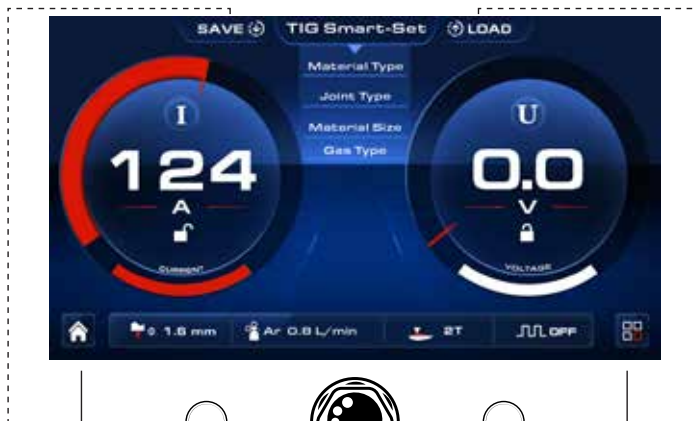 SAVE TIG Smart-Set LOAD
Material Type
Joint Type
Material Size
Gas Type
I
U
124
0.0
A
V
CURRENT
VOLTAGE
ø 1.6 mm Ar 0.8 L/min 2T OFF